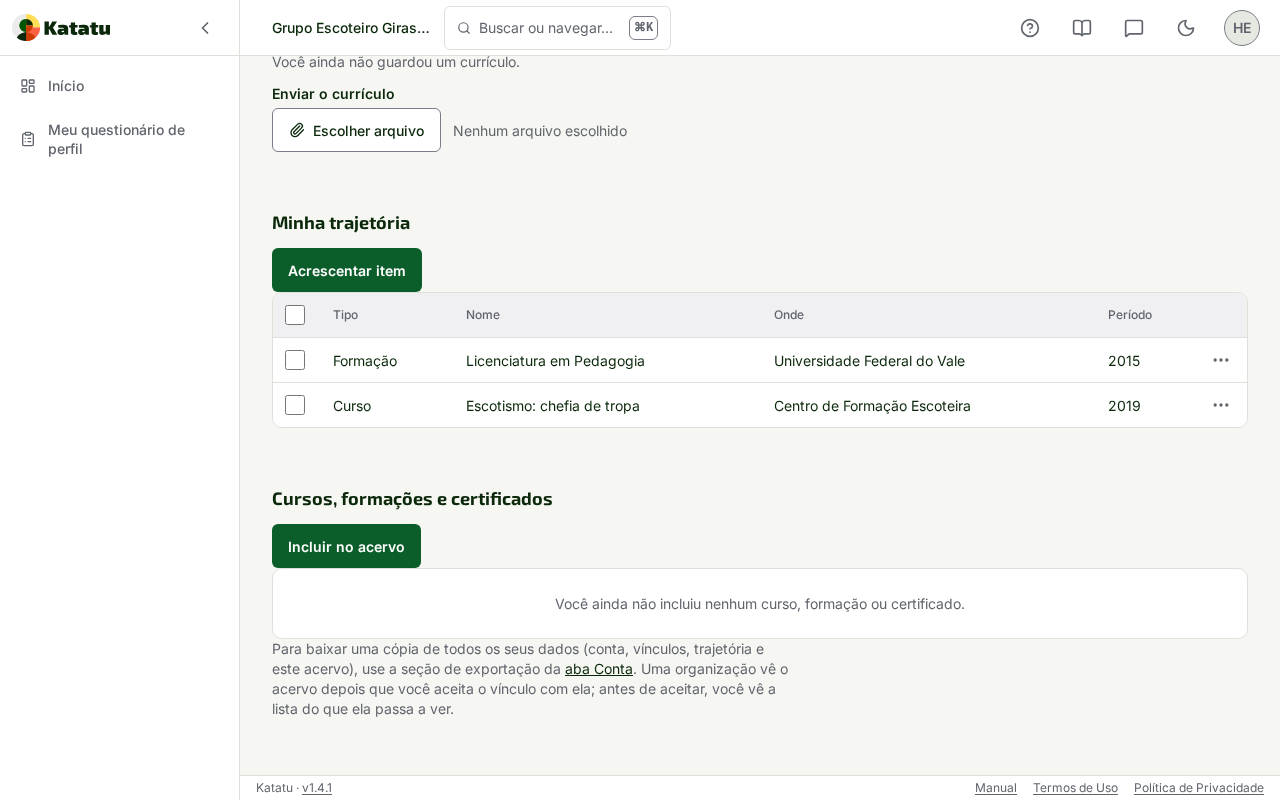 Katatu
Grupo Escoteiro Giras...
Buscar ou navegar...
⌘K
HE
Início
Meu questionário de
perfil
Você ainda não guardou um currículo.
Enviar o currículo
Escolher arquivo
Nenhum arquivo escolhido
Minha trajetória
Acrescentar item
Tipo Nome Onde Período
Formação Licenciatura em Pedagogia Universidade Federal do Vale 2015
Curso Escotismo: chefia de tropa Centro de Formação Escoteira 2019
Cursos, formações e certificados
Incluir no acervo
Você ainda não incluiu nenhum curso, formação ou certificado.
Para baixar uma cópia de todos os seus dados (conta, vínculos, trajetória e
este acervo), use a seção de exportação da aba Conta. Uma organização vê o
acervo depois que você aceita o vínculo com ela; antes de aceitar, você vê a
lista do que ela passa a ver.
Katatu · v1.4.1
Manual Termos de Uso Política de Privacidade